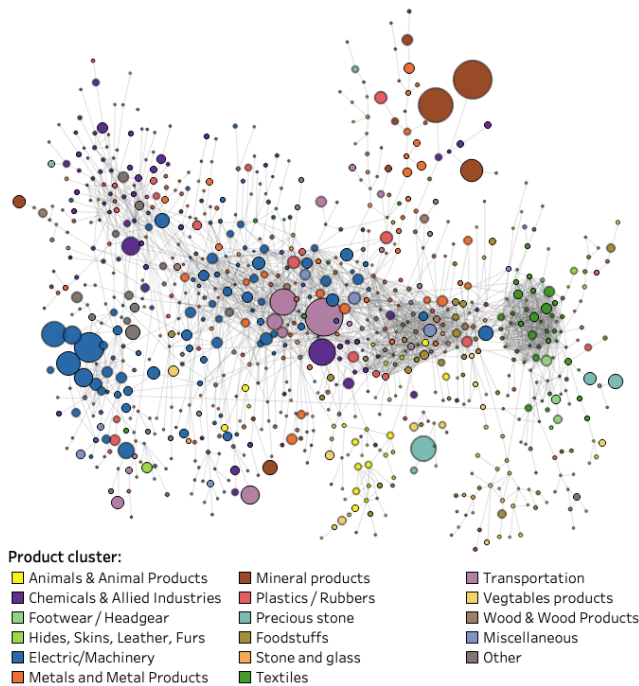 Product cluster:
Animals & Animal Products
Chemicals & Allied Industries
Footwear / Headgear
Hides, Skins, Leather, Furs
Electric/Machinery
Metals and Metal Products
Mineral products
Plastics / Rubbers
Precious stone
Foodstuffs
Stone and glass
Textiles
Transportation
Vegtables products
Wood & Wood Products
Miscellaneous
Other